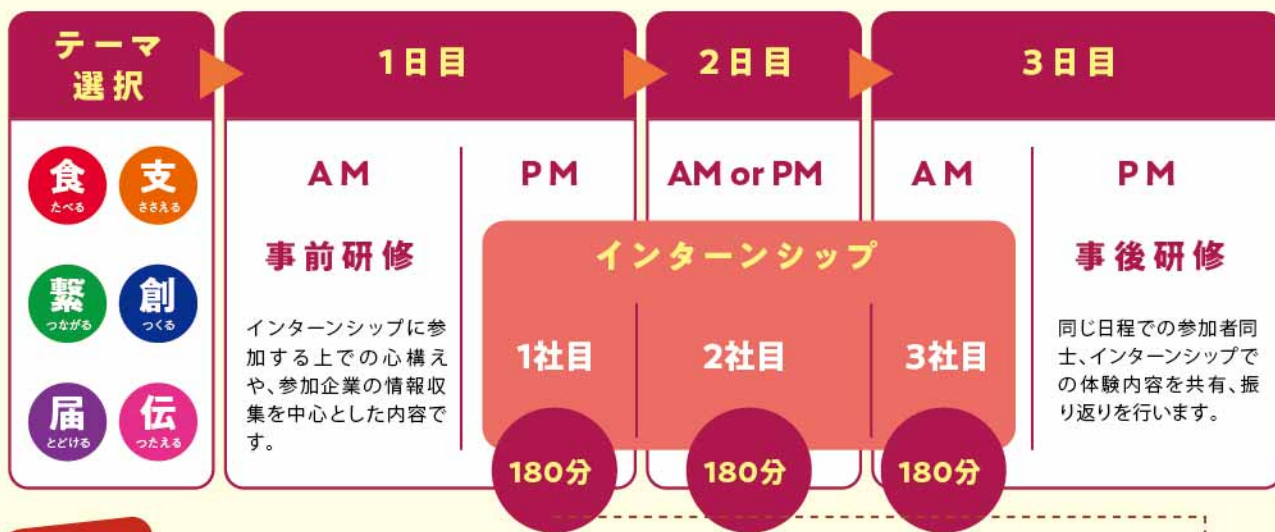 テーマ
選択
食
たべる
支
ささえる
繋
つながる
創
つくる
届
とどける
伝
つたえる
1日目
AM
事前研修
インターンシップに参
加する上での心構え
や、参加企業の情報収
集を中心とした内容で
す。
PM
2日目
AM or PM
インターンシップ
1社目
2社目
3社目
180分
180分
180分
3日目
AM
PM
事後研修
同じ日程での参加者同
士、インターンシップで
の体験内容を共有、振
り返りを行います。